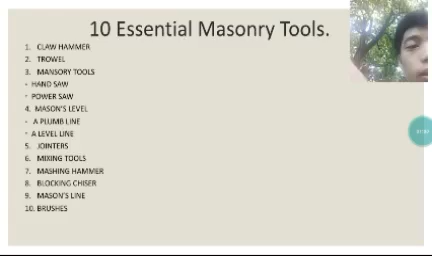 10 Essential Masonry Tools.
1. CLAW HAMMER
2. TROWEL
3. MANSORY TOOLS
- HAND SAW
- POWER SAW
4. MASON'S LEVEL
- A PLUMB LINE
- A LEVEL LINE
5. JOINTERS
6. MIXING TOOLS
7. MASHING HAMMER
8. BLOCKING CHISER
9. MASON'S LINE
10. BRUSHES